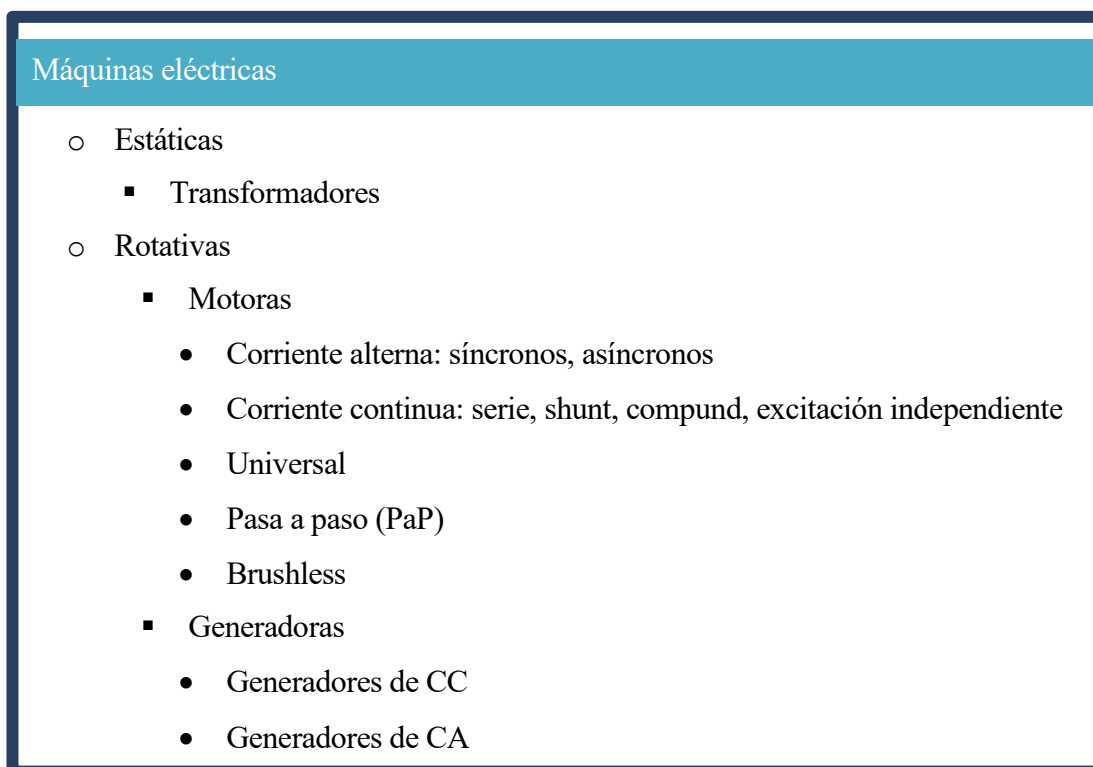 Máquinas eléctricas
o Estáticas
▪ Transformadores
o Rotativas
▪ Motoras
• Corriente alterna: síncronos, asíncronos
• Corriente continua: serie, shunt, compund, excitación independiente
• Universal
• Pasa a paso (PaP)
• Brushless
▪ Generadoras
• Generadores de CC
• Generadores de CA